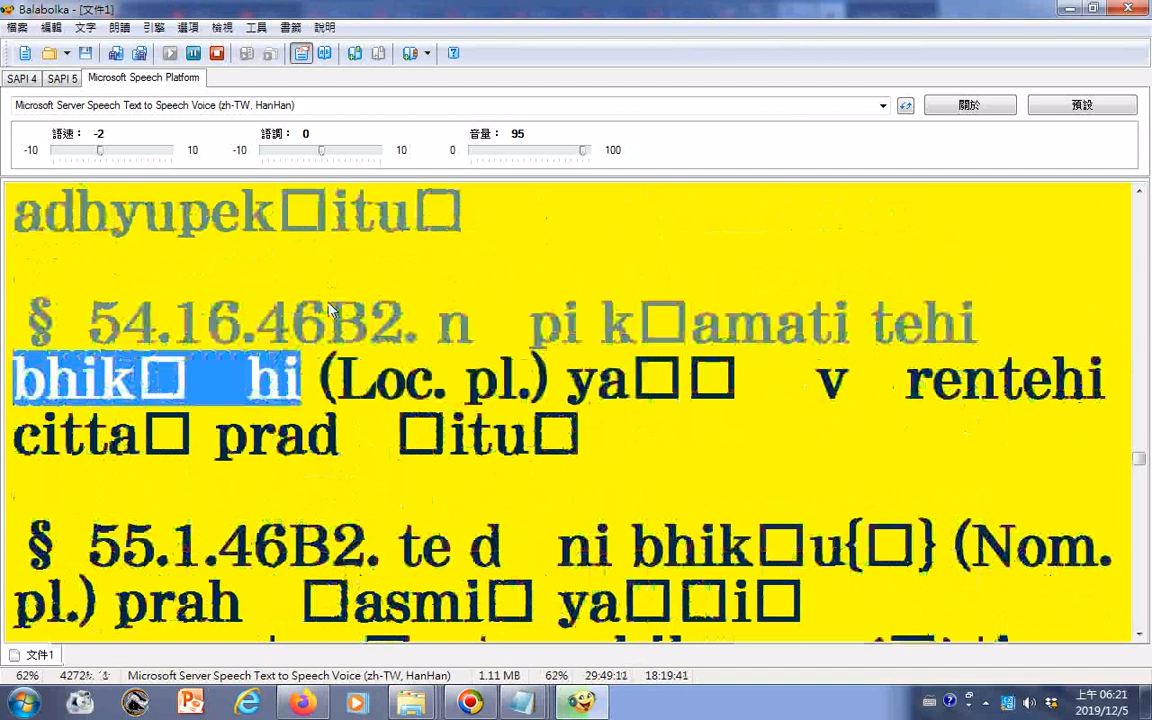 Balabolka - [文件1]
檔案 編輯 文字 朗讀 引擎 選項 檢視 工具 書籤 說明
SAPI 4 SAPI 5 Microsoft Speech Platform
Microsoft Server Speech Text to Speech Voice (zh-TW, HanHan) 關於 預設
語速： -2 語調： 0 音量： 95
-10 10 -10 10 0 100
adhyupek□itu□
§ 54.16.46B2. n pi k□amati tehi
bhik□ hi (Loc. pl.) ya□□ v rentehi
citta□ prad □itu□
§ 55.1.46B2. te d ni bhik□u{□} (Nom.
pl.) prah □asmi□ ya□□i□
文件1
62% Microsoft Server Speech Text to Speech Voice (zh-TW, HanHan) 1.11 MB 62% 29:49:11 18:19:41
上午 06:21
2019/12/5